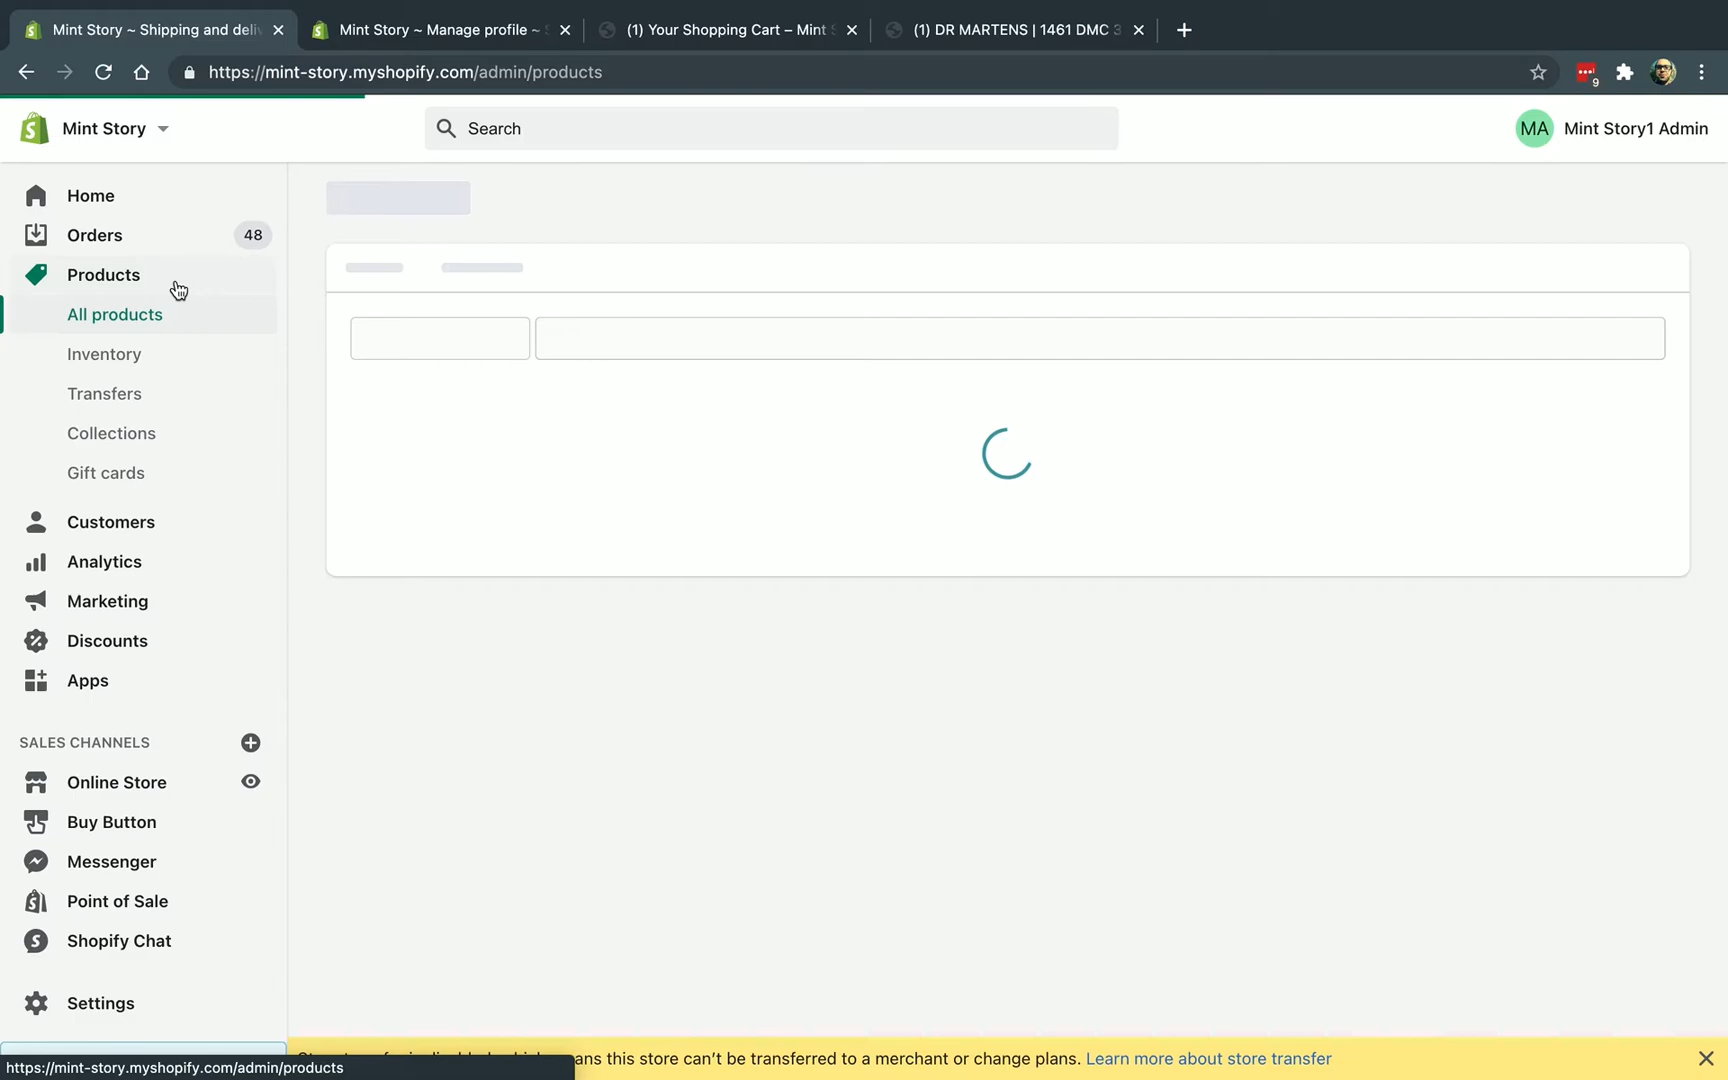 Mint Story ~ Shipping and deli
Mint Story ~ Manage profile ~ S
(1) Your Shopping Cart – Mint S
(1) DR MARTENS | 1461 DMC 3
https://mint-story.myshopify.com/admin/products
9
Mint Story
Search
MA
Mint Story1 Admin
Home
Orders
48
Products
All products
Inventory
Transfers
Collections
Gift cards
Customers
Analytics
Marketing
Discounts
Apps
SALES CHANNELS
Online Store
Buy Button
Messenger
Point of Sale
Shopify Chat
Settings
ans this store can't be transferred to a merchant or change plans. Learn more about store transfer
https://mint-story.myshopify.com/admin/products